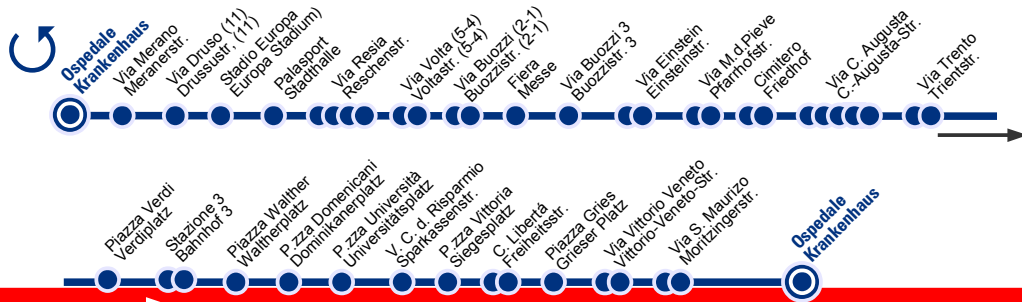 Ospedale
Krankenhaus
Via Merano
Meranerstr.
Via Druso (11)
Drussustr, (11)
Stadio Europa
Europa Stadium)
Palasport
Stadthalle
Via Resia
Reschenstr.
Via Volta (5-4)
Voltastr. (5-4)
Via Buozzi (2-1)
Buozzistr. (2-1)
Fiera
Messe
Via Buozzi 3
Buozzistr. 3
Via Einstein
Einsteinstr.
Via M.d.Pieve
Pfarrhofstr.
Cimitero
Friedhof
Via C. Augusta
C.-Augusta-Str.
Via Trento
Trientstr.
Piazza Verdi
Verdiplatz
Stazione 3
Bahnhof 3
Piazza Walther
Waltherplatz
P.zza Domenicani
Dominikanerplatz
P.zza Università
Universitätsplatz
V. C. d. Risparmio
Sparkassenstr.
P.zza Vittoria
Siegesplatz
C. Libertá
Freiheitsstr.
Piazza Gries
Grieser Platz
Via Vittorio Veneto
Vittorio-Veneto-Str.
Via S. Maurizo
Moritzingerstr.
Ospedale
Krankenhaus